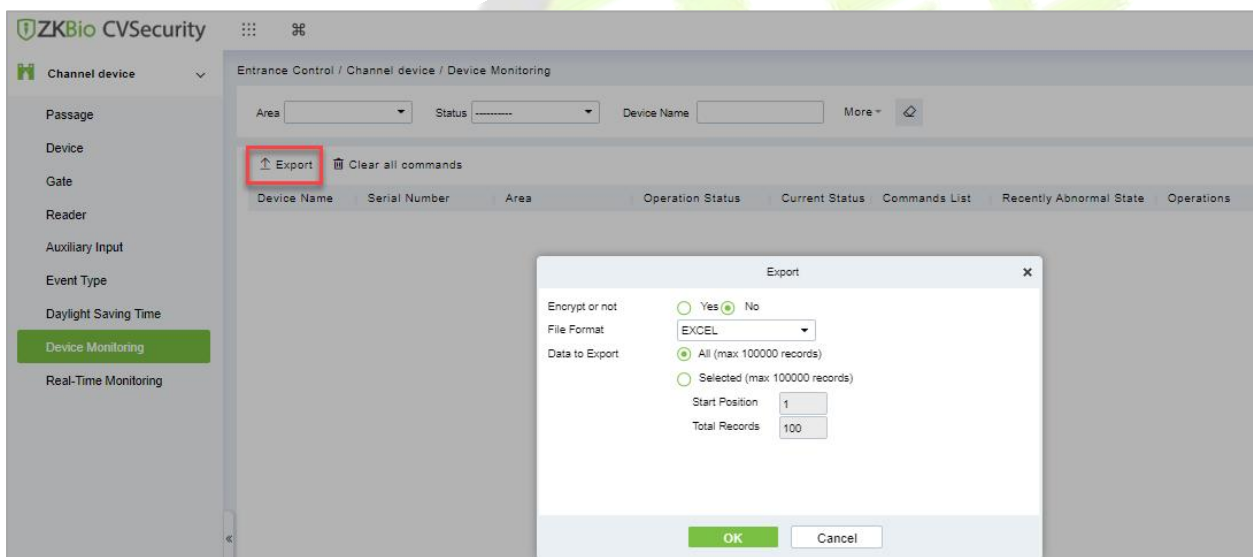 ZKBio CVSecurity
Channel device
Entrance Control / Channel device / Device Monitoring
Passage
Area
Status ----------
Device Name
More
Device
Export
Clear all commands
Gate
Device Name Serial Number Area Operation Status Current Status Commands List Recently Abnormal State Operations
Reader
Auxiliary Input
Event Type
Daylight Saving Time
Device Monitoring
Real-Time Monitoring
Export
Encrypt or not Yes No
File Format EXCEL
Data to Export All (max 100000 records)
Selected (max 100000 records)
Start Position 1
Total Records 100
OK Cancel